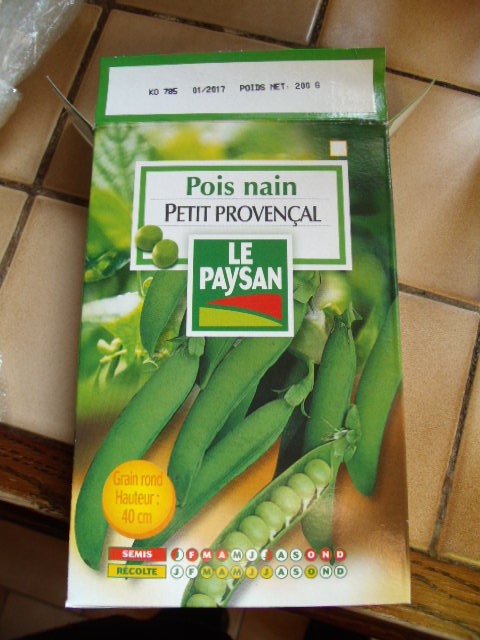 KO 785 01/2017 POIDS NET: 200 G
Pois nain
PETIT PROVENÇAL
LE
PAYSAN
Grain rond
Hauteur :
40 cm
SEMIS J F M A M J J A S O N D
RÉCOLTE J F M A M J J A S O N D